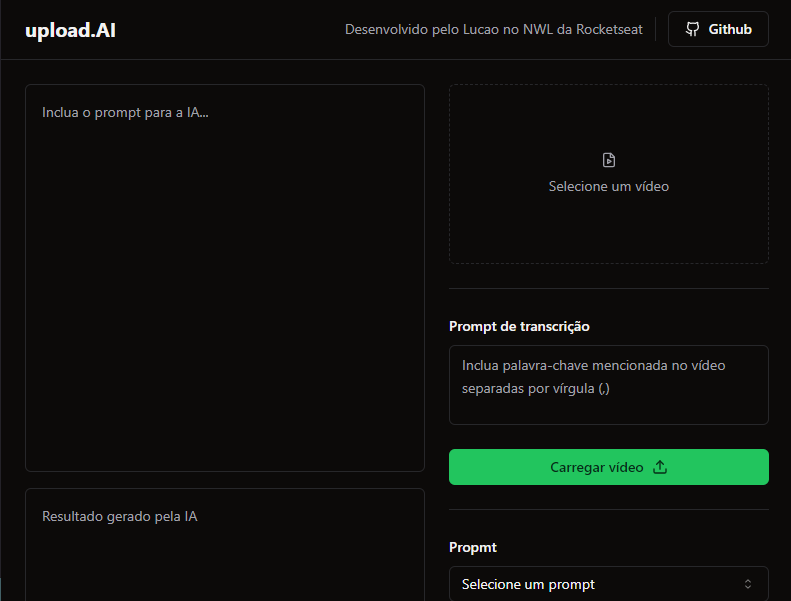 upload.AI
Desenvolvido pelo Lucao no NWL da Rocketseat
Github
Inclua o prompt para a IA...
Selecione um vídeo
Prompt de transcrição
Inclua palavra-chave mencionada no vídeo
separadas por vírgula (,)
Carregar vídeo
Resultado gerado pela IA
Propmt
Selecione um prompt